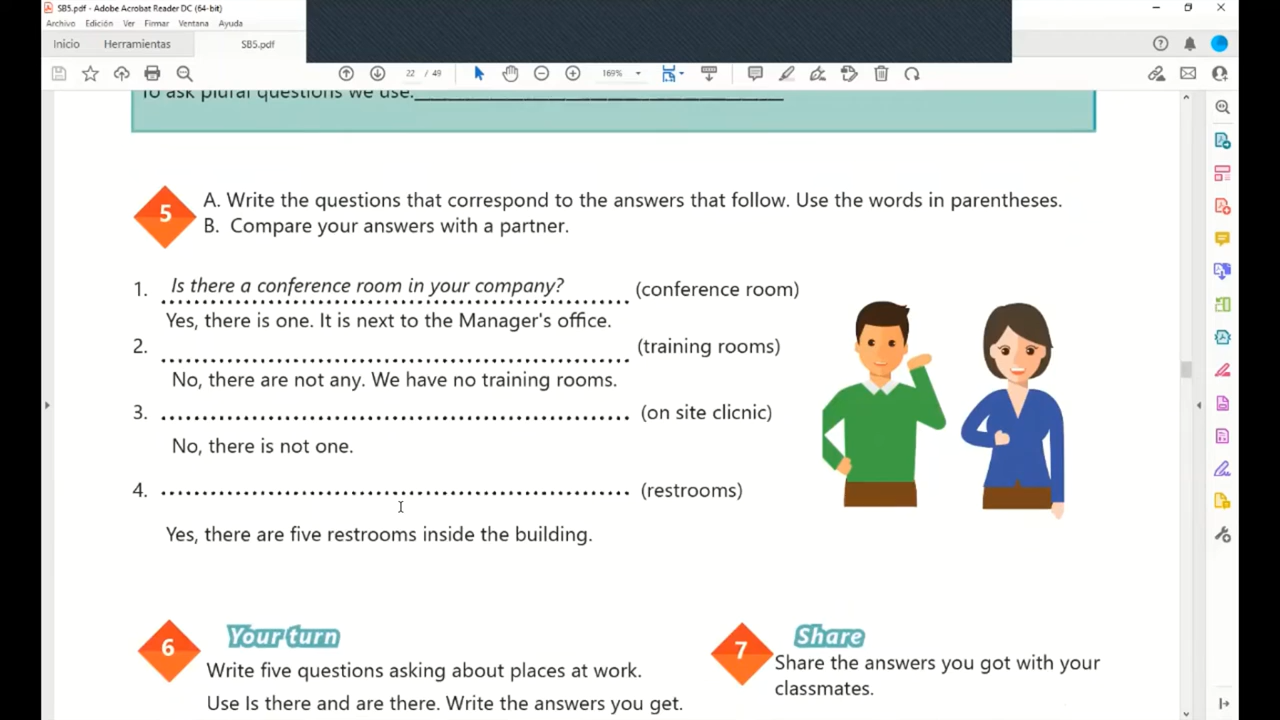 SB5.pdf - Adobe Acrobat Reader DC (64-bit)
Archivo Edición Ver Firmar Ventana Ayuda
Inicio Herramientas SB5.pdf
22 / 49 169%
To ask plural questions we use:
5
A. Write the questions that correspond to the answers that follow. Use the words in parentheses.
B. Compare your answers with a partner.
1. Is there a conference room in your company? (conference room)
Yes, there is one. It is next to the Manager's office.
2. (training rooms)
No, there are not any. We have no training rooms.
3. (on site clicnic)
No, there is not one.
4. (restrooms)
Yes, there are five restrooms inside the building.
6 Your turn
Write five questions asking about places at work.
Use Is there and are there. Write the answers you get.
7 Share
Share the answers you got with your
classmates.